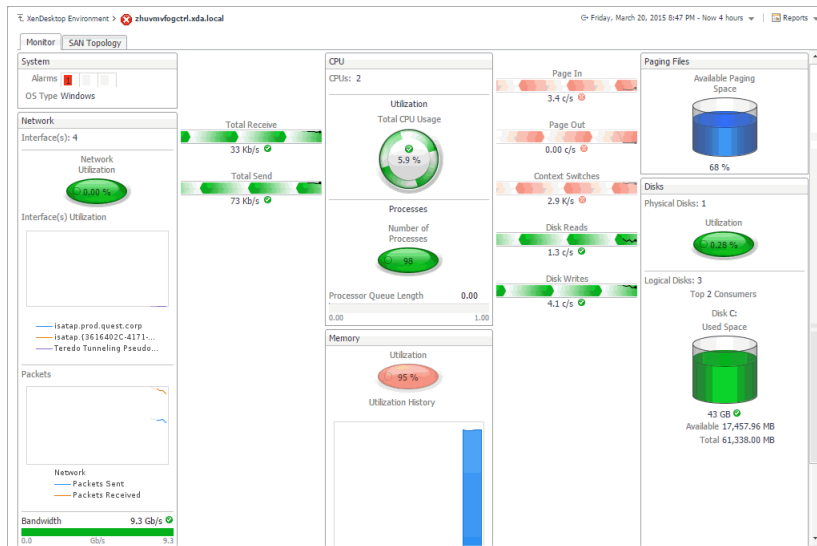 XenDesktop Environment > zhuvmvfogctrl.xda.local
Friday, March 20, 2015 8:47 PM - Now 4 hours
Reports
Monitor
SAN Topology
System
Alarms 1
OS Type Windows
Network
Interface(s): 4
Network
Utilization
0.00 %
Interface(s) Utilization
isatap.prod.quest.corp
isatap.{3616402C-4171-...
Teredo Tunneling Pseudo...
Packets
Network
Packets Sent
Packets Received
Bandwidth 9.3 Gb/s
0.0 Gb/s 9.3
Total Receive
33 Kb/s
Total Send
73 Kb/s
CPU
CPUs: 2
Utilization
Total CPU Usage
5.9 %
Processes
Number of
Processes
98
Processor Queue Length 0.00
0.00 1.00
Memory
Utilization
95 %
Utilization History
Page In
3.4 c/s
Page Out
0.00 c/s
Context Switches
2.9 K/s
Disk Reads
1.3 c/s
Disk Writes
4.1 c/s
Paging Files
Available Paging
Space
68 %
Disks
Physical Disks: 1
Utilization
0.28 %
Logical Disks: 3
Top 2 Consumers
Disk C:
Used Space
43 GB
Available 17,457.96 MB
Total 61,338.00 MB